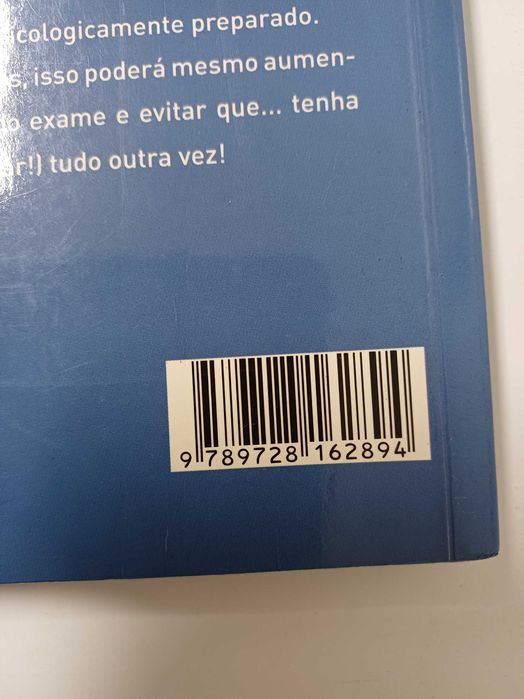 cologicamente preparado.
s, isso poderá mesmo aumen-
o exame e evitar que... tenha
r!) tudo outra vez!
9 789728 162894